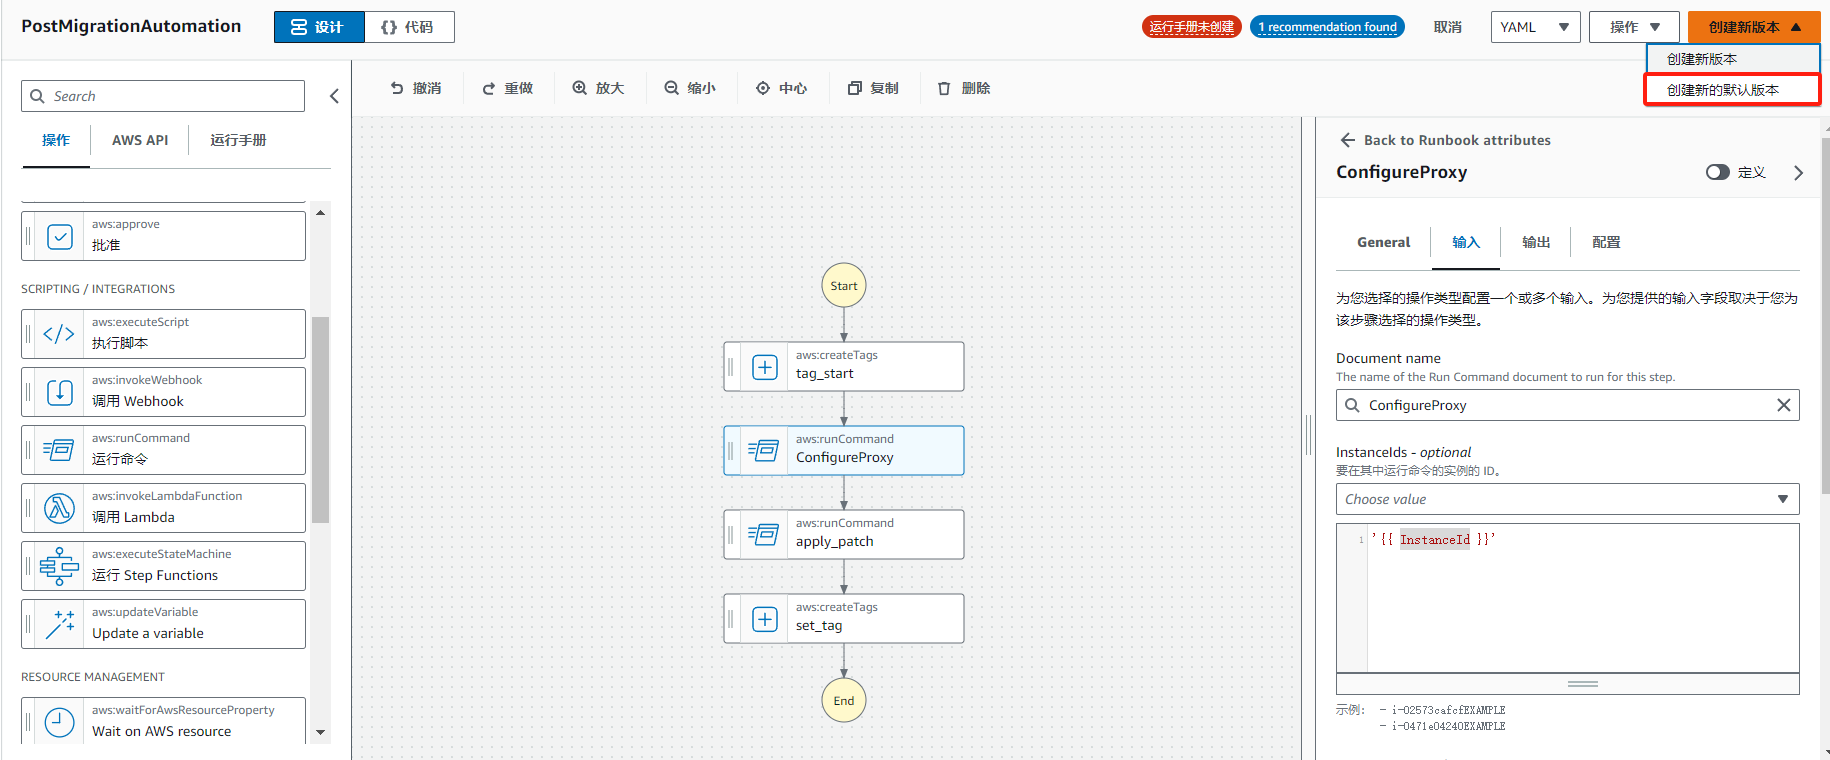 PostMigrationAutomation
设计
{} 代码
运行手册未创建
1 recommendation found
取消
YAML
操作
创建新版本
创建新版本
创建新的默认版本
Search
撤消
重做
放大
缩小
中心
复制
删除
操作
AWS API
运行手册
aws:approve
批准
SCRIPTING / INTEGRATIONS
aws:executeScript
执行脚本
aws:invokeWebhook
调用 Webhook
aws:runCommand
运行命令
aws:invokeLambdaFunction
调用 Lambda
aws:executeStateMachine
运行 Step Functions
aws:updateVariable
Update a variable
RESOURCE MANAGEMENT
aws:waitForAwsResourceProperty
Wait on AWS resource
Start
aws:createTags
tag_start
aws:runCommand
ConfigureProxy
aws:runCommand
apply_patch
aws:createTags
set_tag
End
Back to Runbook attributes
ConfigureProxy
定义
General
输入
输出
配置
为您选择的操作类型配置一个或多个输入。为您提供的输入字段取决于您为
该步骤选择的操作类型。
Document name
The name of the Run Command document to run for this step.
ConfigureProxy
InstanceIds - optional
要在其中运行命令的实例的 ID。
Choose value
1 '{{ InstanceId }}'
示例： - i-02573cafcfEXAMPLE
- i-0471e04240EXAMPLE